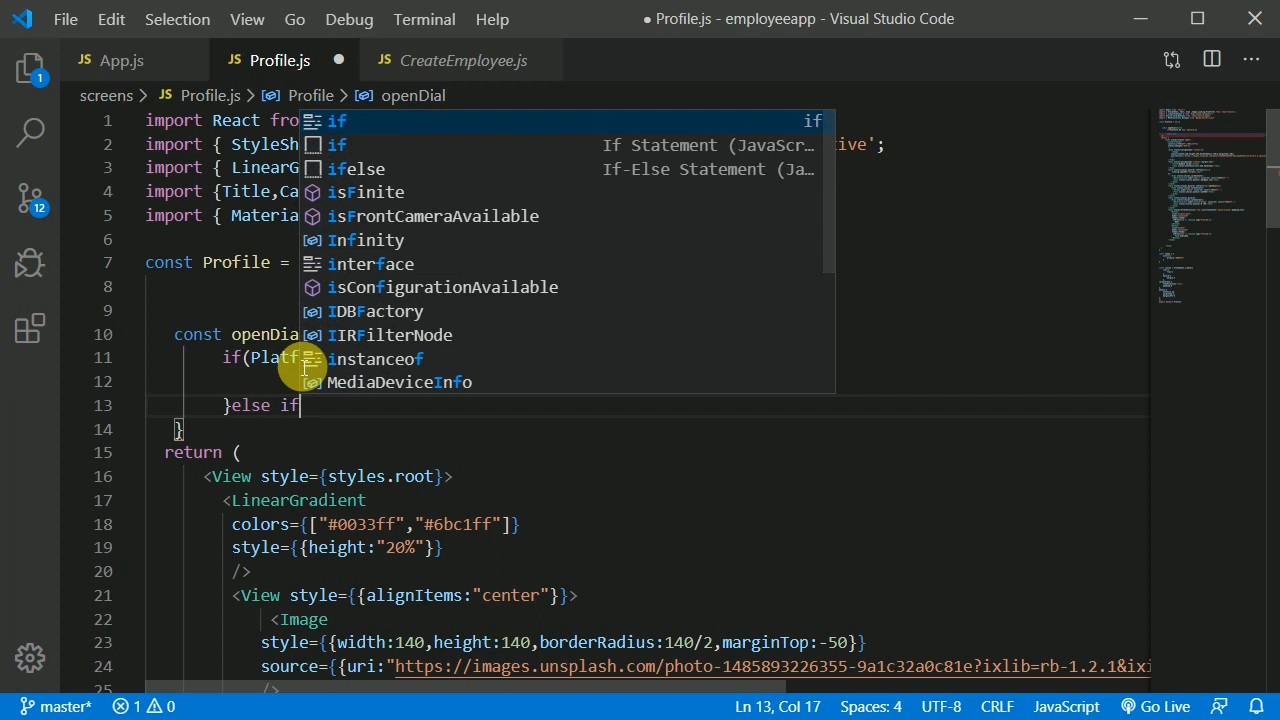 File Edit Selection View Go Debug Terminal Help ● Profile.js - employeeapp - Visual Studio Code
JS App.js JS Profile.js ● JS CreateEmployee.js
screens > JS Profile.js > Profile > openDial
1 import React fro
2 import { StyleSh ive';
3 import { LinearG
4 import {Title,Ca
5 import { Materia
6
7 const Profile =
8
9
10 const openDia
11 if(Platf
12
13 }else if
14 }
15 return (
16 <View style={styles.root}>
17 <LinearGradient
18 colors={["#0033ff","#6bc1ff"]}
19 style={{height:"20%"}}
20 />
21 <View style={{alignItems:"center"}}>
22 <Image
23 style={{width:140,height:140,borderRadius:140/2,marginTop:-50}}
24 source={{uri:"https://images.unsplash.com/photo-1485893226355-9a1c32a0c81e?ixlib=rb-1.2.1&ixi
25 />
if if
if If Statement (JavaScr...
ifelse If-Else Statement (Ja...
isFinite
isFrontCameraAvailable
Infinity
interface
isConfigurationAvailable
IDBFactory
IIRFilterNode
instanceof
MediaDeviceInfo
1
12
master* 1 0 Ln 13, Col 17 Spaces: 4 UTF-8 CRLF JavaScript Go Live